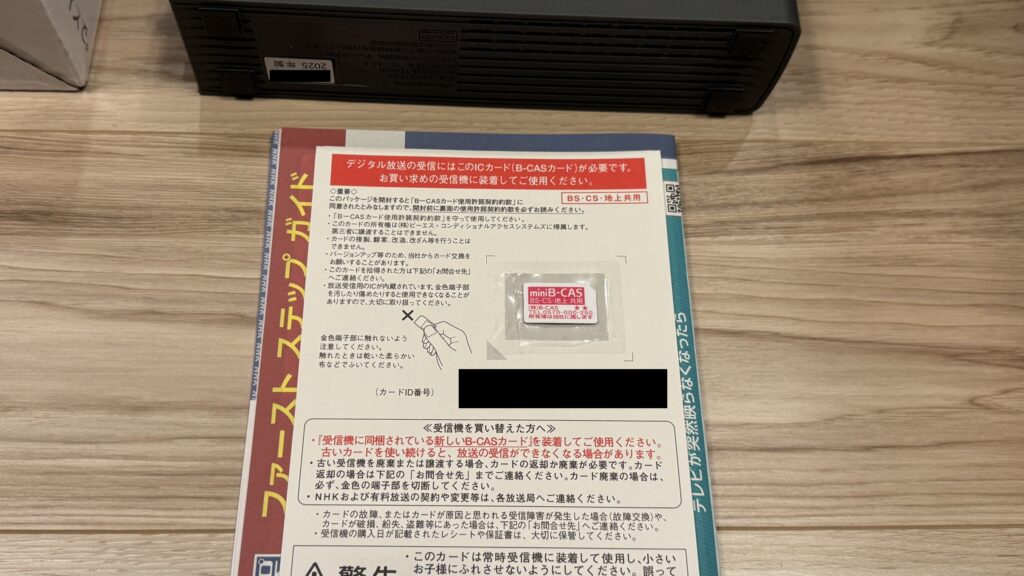 2025 年製
デジタル放送の受信にはこのICカード(B-CASカード)が必要です。
お買い求めの受信機に装着してご使用ください。
◇重要◇
このパッケージを開封すると「B-CASカード使用許諾契約約款」に
同意されたとみなしますので、開封前に裏面の使用許諾契約約款を必ずお読みください。
BS・CS・地上共用
・「B-CASカード使用許諾契約約款」を守って使用してください。
・このカードの所有権は(株)ビーエス・コンディショナルアクセスシステムズに帰属します。
第三者に譲渡することはできません。
・カードの複製、翻案、改造、改ざん等を行うことは
できません。
・バージョンアップ等のため、当社からカード交換を
お願いすることがあります。
・このカードを拾得された方は下記の「お問合せ先」
へご連絡ください。
・放送受信用のICが内蔵されています。金色端子部
を汚したり傷めたりすると使用できなくなることが
ありますので、大切に取り扱ってください。
金色端子部に触れないよう
注意してください。
触れたときは乾いた柔らかい
布などでふいてください。
miniB-CAS
BS・CS・地上 共用
(株)B-CAS ★★
TEL 0570-000-250
所有権は当社に属します
(カードID番号)
≪受信機を買い替えた方へ≫
・「受信機に同梱されている新しいB-CASカード」を装着してご使用ください。
古いカードを使い続けると、放送の受信ができなくなる場合があります。
・古い受信機を廃棄または譲渡する場合、カードの返却か廃棄が必要です。カード
返却の場合は下記の「お問合せ先」までご連絡ください。カード廃棄の場合は、
必ず、金色の端子部を切断してください。
・NHKおよび有料放送の契約や変更等は、各放送局へご連絡ください。
・カードの故障、またはカードが原因と思われる受信障害が発生した場合(故障交換)や、
カードが破損、紛失、盗難等にあった場合は、下記の「お問合せ先」へご連絡ください。
・受信機の購入日が記載されたレシートや保証書は、大切に保管してください。
警告
・このカードは常時受信機に装着して使用し、小さい
お子様にふれさせないようにしてください。誤って
ファースト ステップ ガイド
テレビが突然映らなくなったら